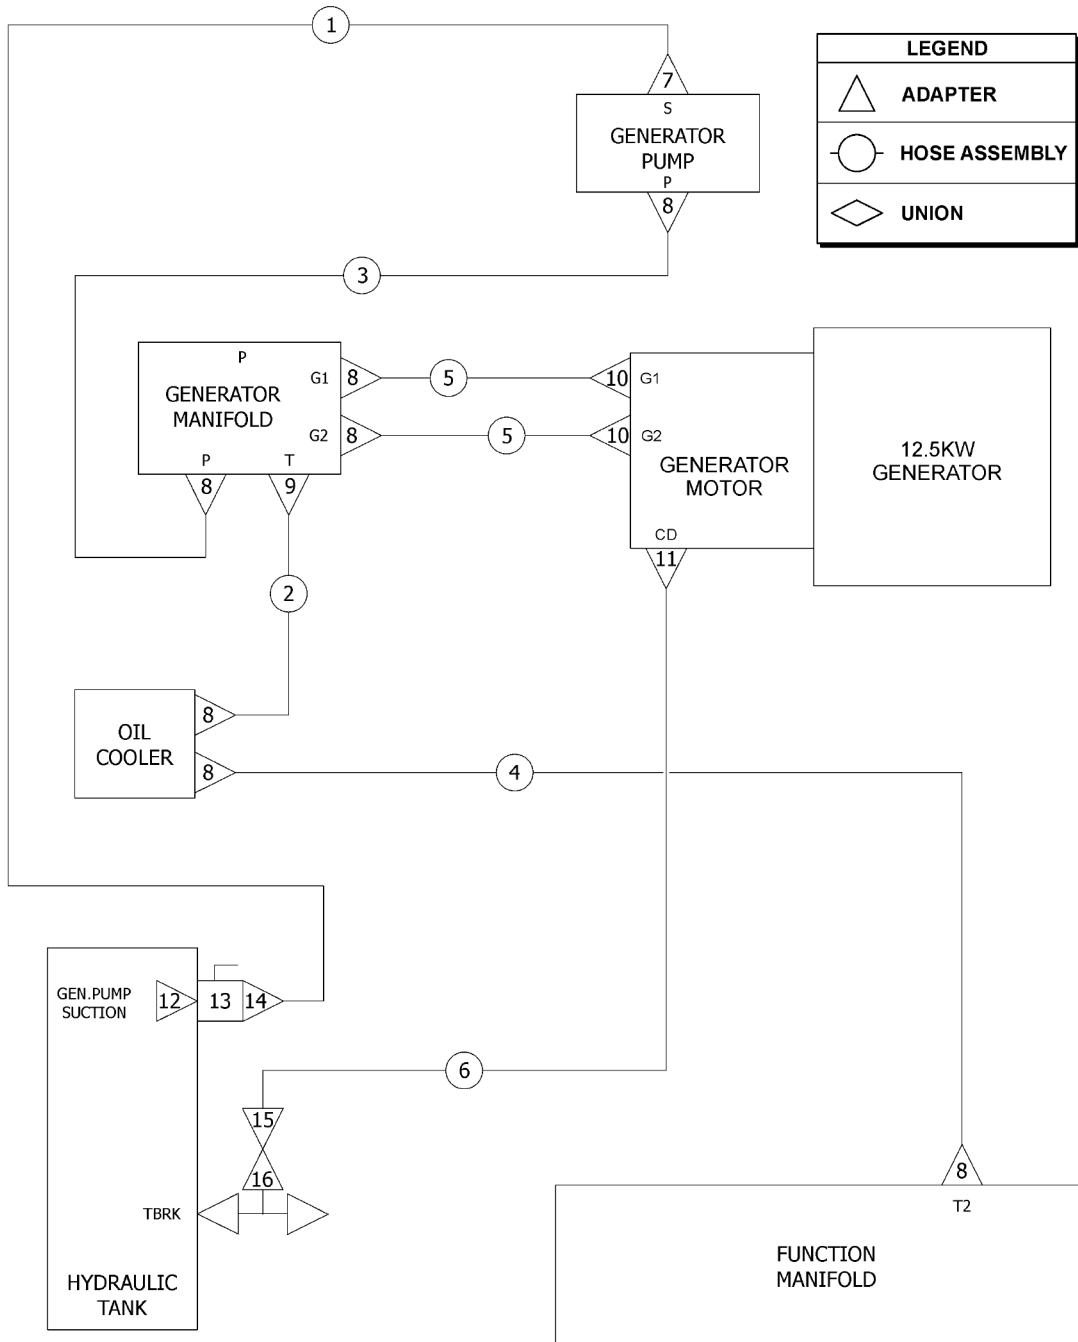 1
LEGEND
ADAPTER
HOSE ASSEMBLY
UNION
7
S
GENERATOR
PUMP
P
8
3
P
GENERATOR
MANIFOLD
G1
8
5
10
G1
G2
8
5
10
G2
P
T
8
9
GENERATOR
MOTOR
CD
11
12.5KW
GENERATOR
2
OIL
COOLER
8
8
4
GEN.PUMP
SUCTION
12
13
14
6
15
16
TBRK
HYDRAULIC
TANK
8
T2
FUNCTION
MANIFOLD